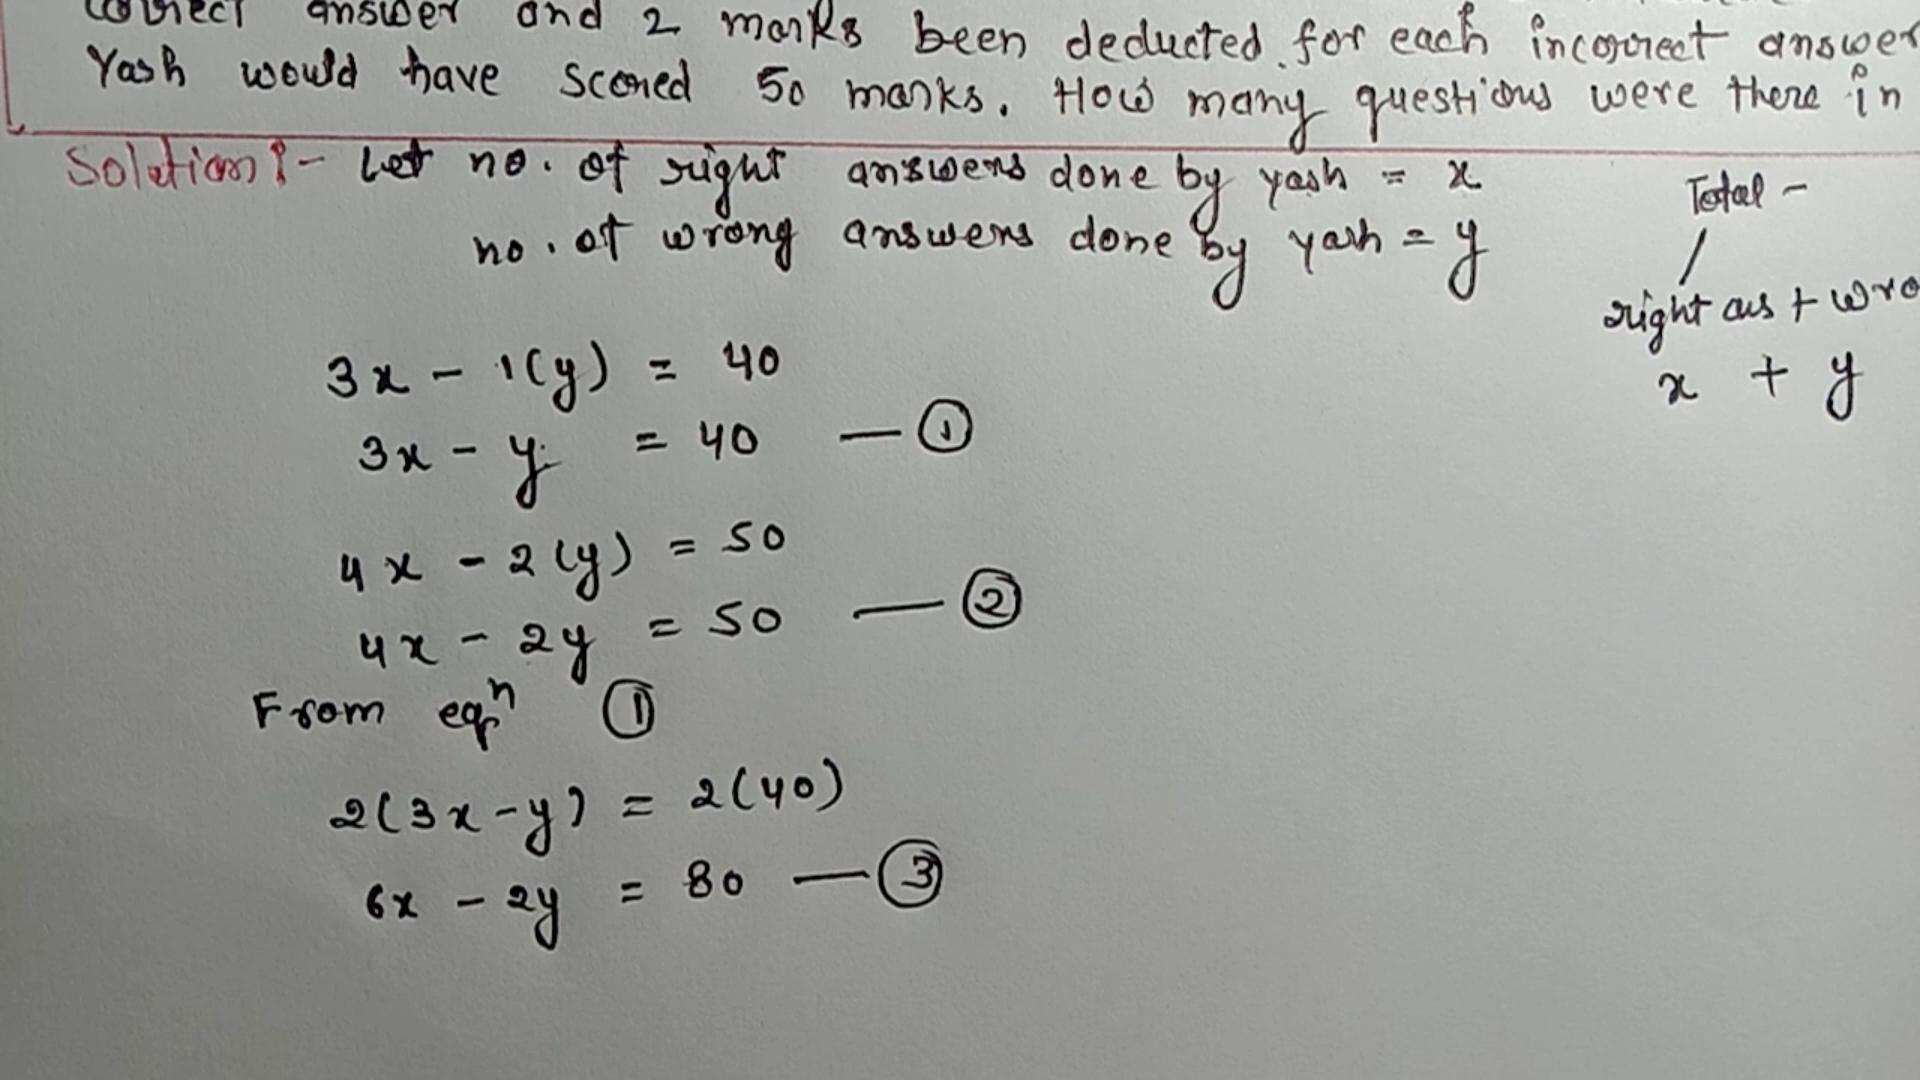 correct answer and 2 marks been deducted for each incorrect answer
Yash would have scored 50 marks. How many questions were there in
Solution :- Let no. of right answers done by yash = x
no. of wrong answers done by yash = y
Total -
right ans + wro
x + y
3x - 1(y) = 40
3x - y = 40 — ①
4x - 2(y) = 50
4x - 2y = 50 — ②
From eqⁿ ①
2(3x-y) = 2(40)
6x - 2y = 80 — ③